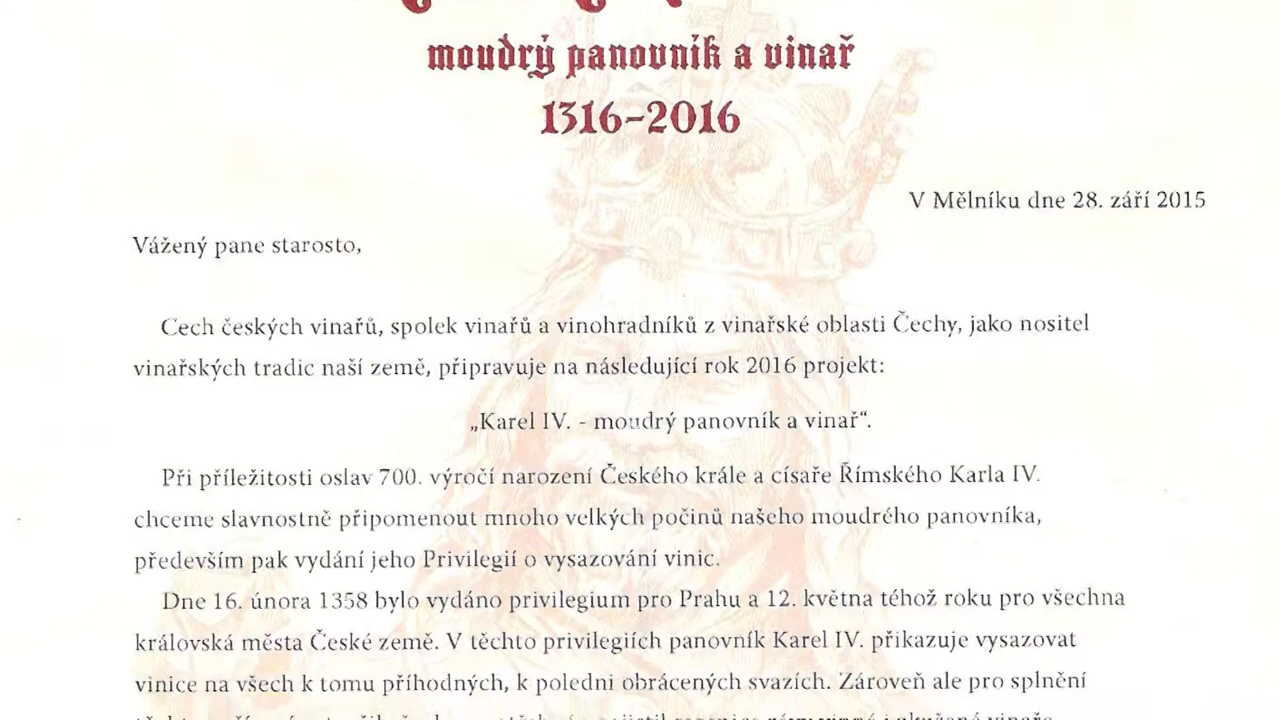 moudrý panovník a vinař
1316-2016
V Mělníku dne 28. září 2015
Vážený pane starosto,
Cech českých vinařů, spolek vinařů a vinohradníků z vinařské oblasti Čechy, jako nositel
vinařských tradic naší země, připravuje na následující rok 2016 projekt:
„Karel IV. - moudrý panovník a vinař“.
Při příležitosti oslav 700. výročí narození Českého krále a císaře Římského Karla IV.
chceme slavnostně připomenout mnoho velkých počinů našeho moudrého panovníka,
především pak vydání jeho Privilegií o vysazování vinic.
Dne 16. února 1358 bylo vydáno privilegium pro Prahu a 12. května téhož roku pro všechna
královská města České země. V těchto privilegiích panovník Karel IV. přikazuje vysazovat
vinice na všech k tomu příhodných, k poledni obrácených svazích. Zároveň ale pro splnění